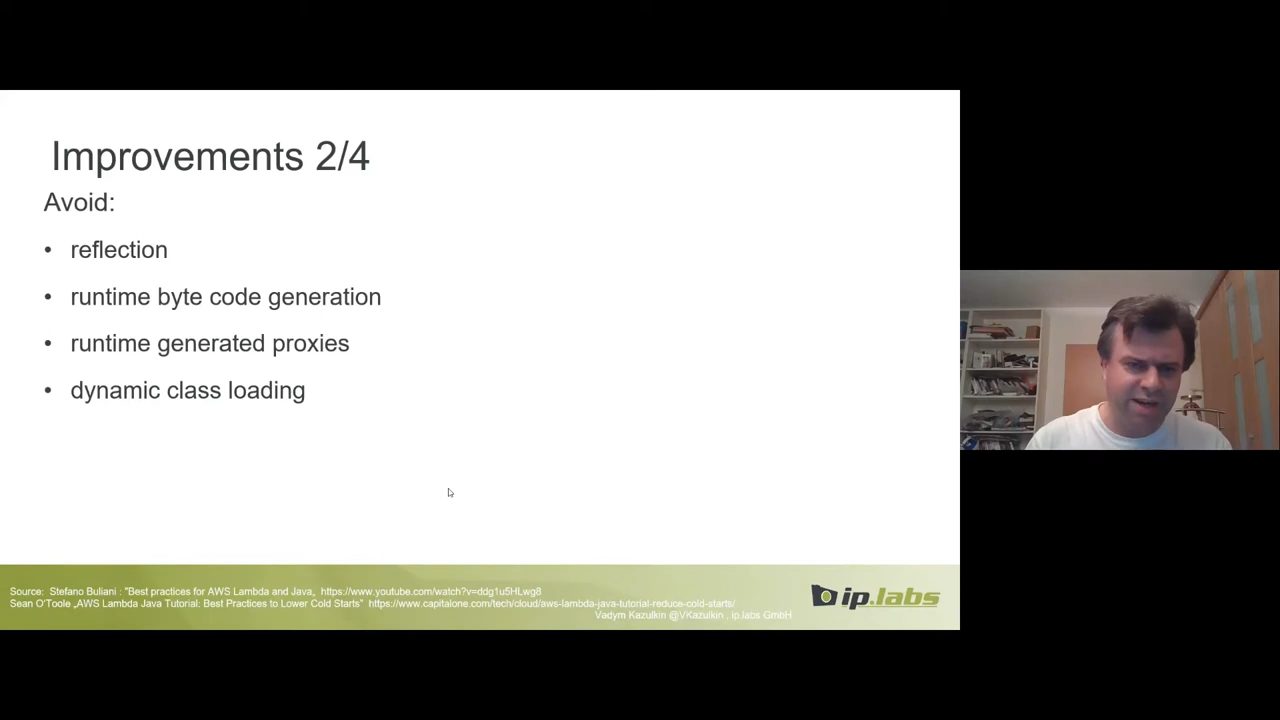 Improvements 2/4
Avoid:
• reflection
• runtime byte code generation
• runtime generated proxies
• dynamic class loading
Source: Stefano Buliani : "Best practices for AWS Lambda and Java„ https://www.youtube.com/watch?v=ddg1u5HLwg8
Sean O'Toole „AWS Lambda Java Tutorial: Best Practices to Lower Cold Starts" https://www.capitalone.com/tech/cloud/aws-lambda-java-tutorial-reduce-cold-starts/
Vadym Kazulkin @VKazulkin , ip.labs GmbH
ip.labs